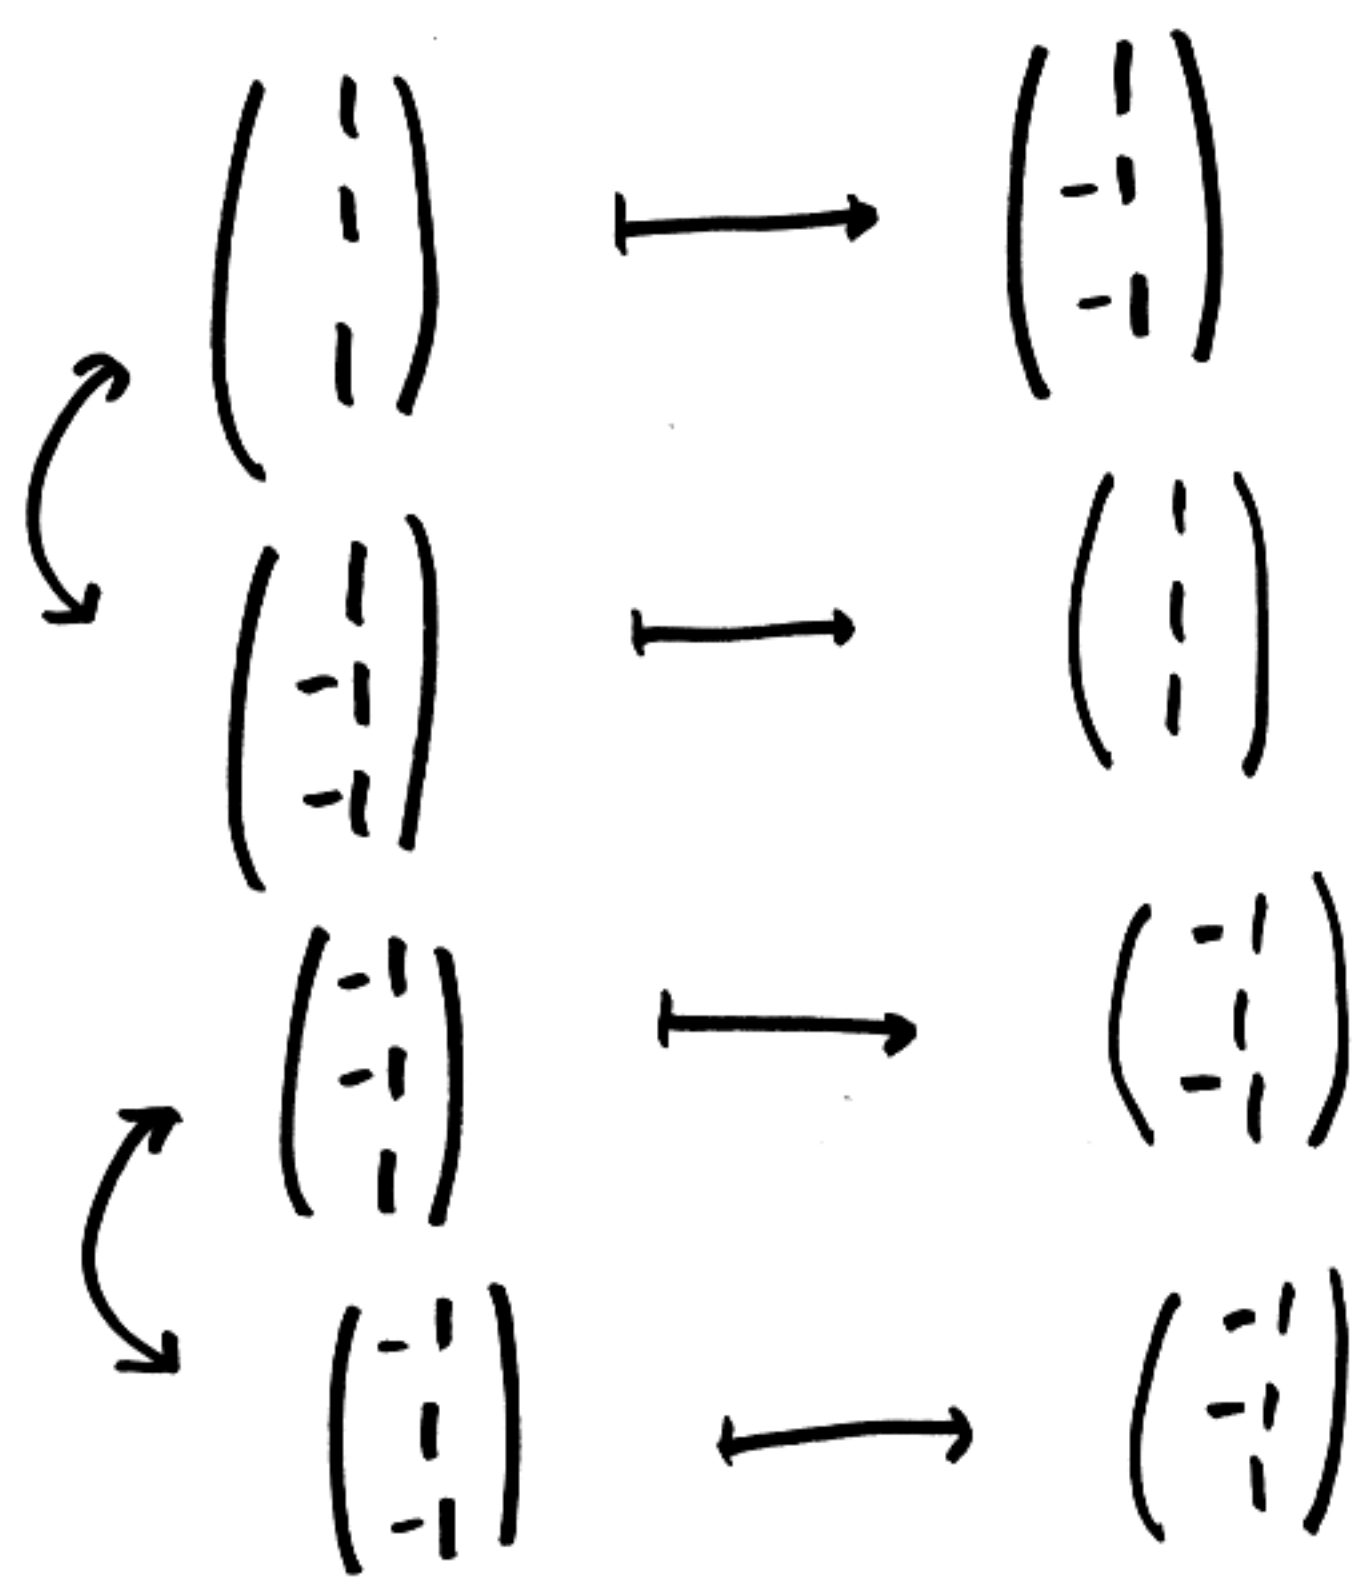 ( 1 1 1 ) ↦ ( 1 -1 -1 )
( 1 -1 -1 ) ↦ ( 1 1 1 )
( -1 -1 1 ) ↦ ( -1 1 -1 )
( -1 1 -1 ) ↦ ( -1 -1 1 )